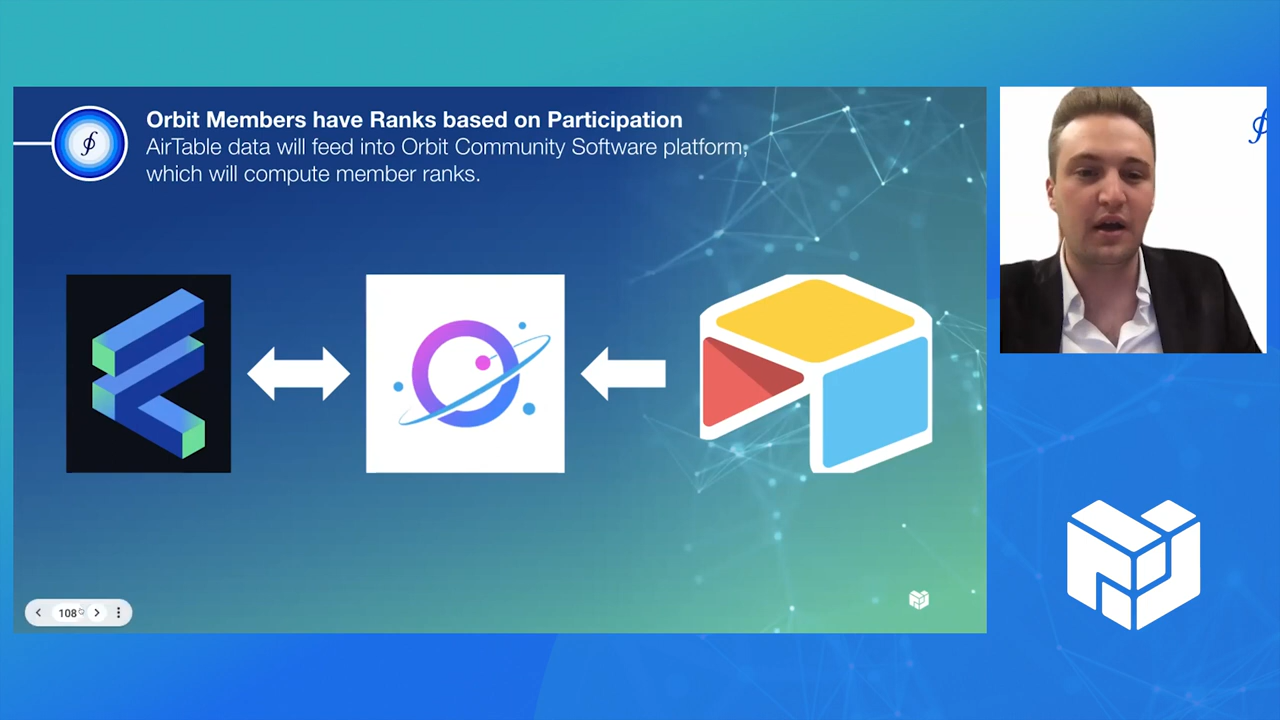 Orbit Members have Ranks based on Participation
AirTable data will feed into Orbit Community Software platform,
which will compute member ranks.
108